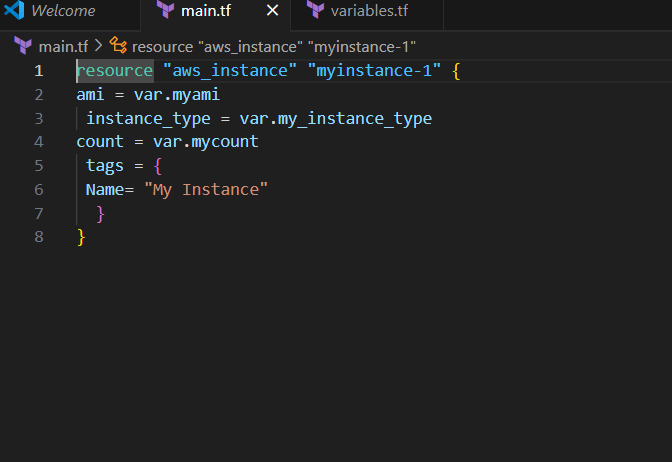 Welcome main.tf × variables.tf
main.tf > resource "aws_instance" "myinstance-1"
1 resource "aws_instance" "myinstance-1" {
2 ami = var.myami
3 instance_type = var.my_instance_type
4 count = var.mycount
5 tags = {
6 Name= "My Instance"
7 }
8 }